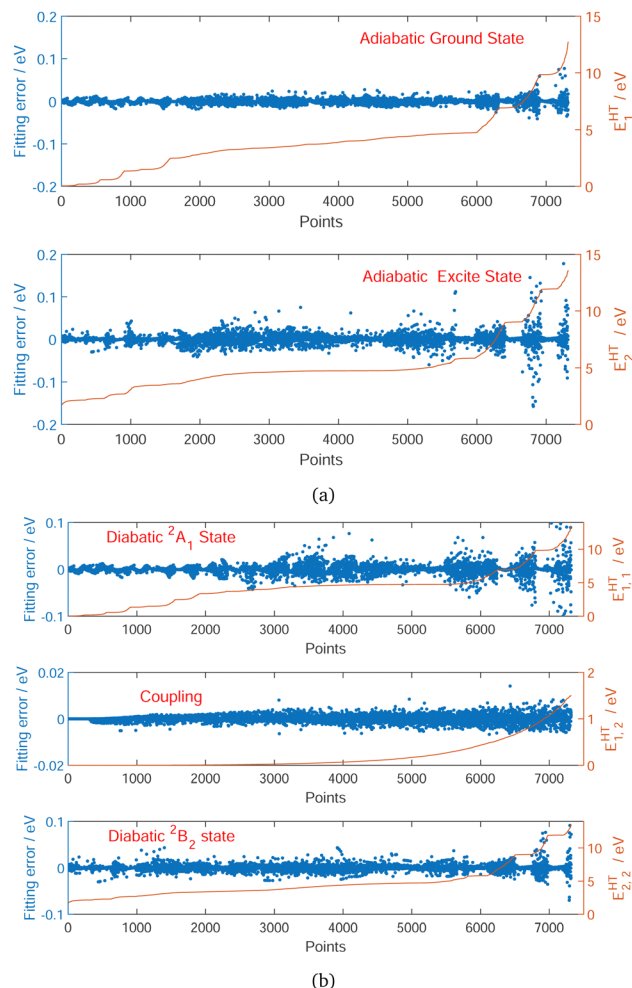 Adiabatic Ground State
Fitting error / eV
0.2
0.1
0
-0.1
-0.2
15
10
5
0
E₁ᴴᵀ / eV
0 1000 2000 3000 4000 5000 6000 7000
Points
Adiabatic Excite State
Fitting error / eV
0.2
0.1
0
-0.1
-0.2
15
10
5
0
E₂ᴴᵀ / eV
0 1000 2000 3000 4000 5000 6000 7000
Points
(a)
Diabatic ²A₁ State
Fitting error / eV
0.1
0
-0.1
10
5
0
E₁,₁ᴴᵀ / eV
0 1000 2000 3000 4000 5000 6000 7000
Points
Coupling
Fitting error / eV
0.02
0
-0.02
2
1
0
E₁,₂ᴴᵀ / eV
0 1000 2000 3000 4000 5000 6000 7000
Points
Diabatic ²B₂ state
Fitting error / eV
0.1
0
-0.1
10
5
0
E₂,₂ᴴᵀ / eV
0 1000 2000 3000 4000 5000 6000 7000
Points
(b)